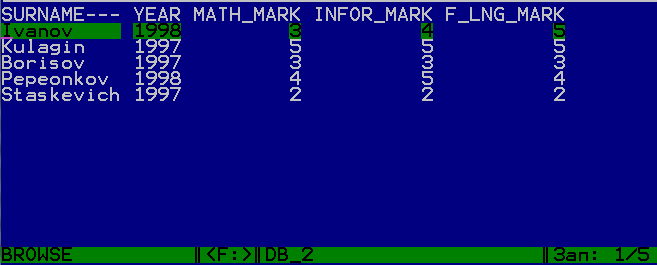 SURNAME--- YEAR MATH_MARK INFOR_MARK F_LNG_MARK
Ivanov 1998 3 4 5
Kulagin 1997 5 5 5
Borisov 1997 3 3 3
Pepeonkov 1998 4 5 4
Staskevich 1997 2 2 2
BROWSE ║<F:>║DB_2 ║Зап: 1/5